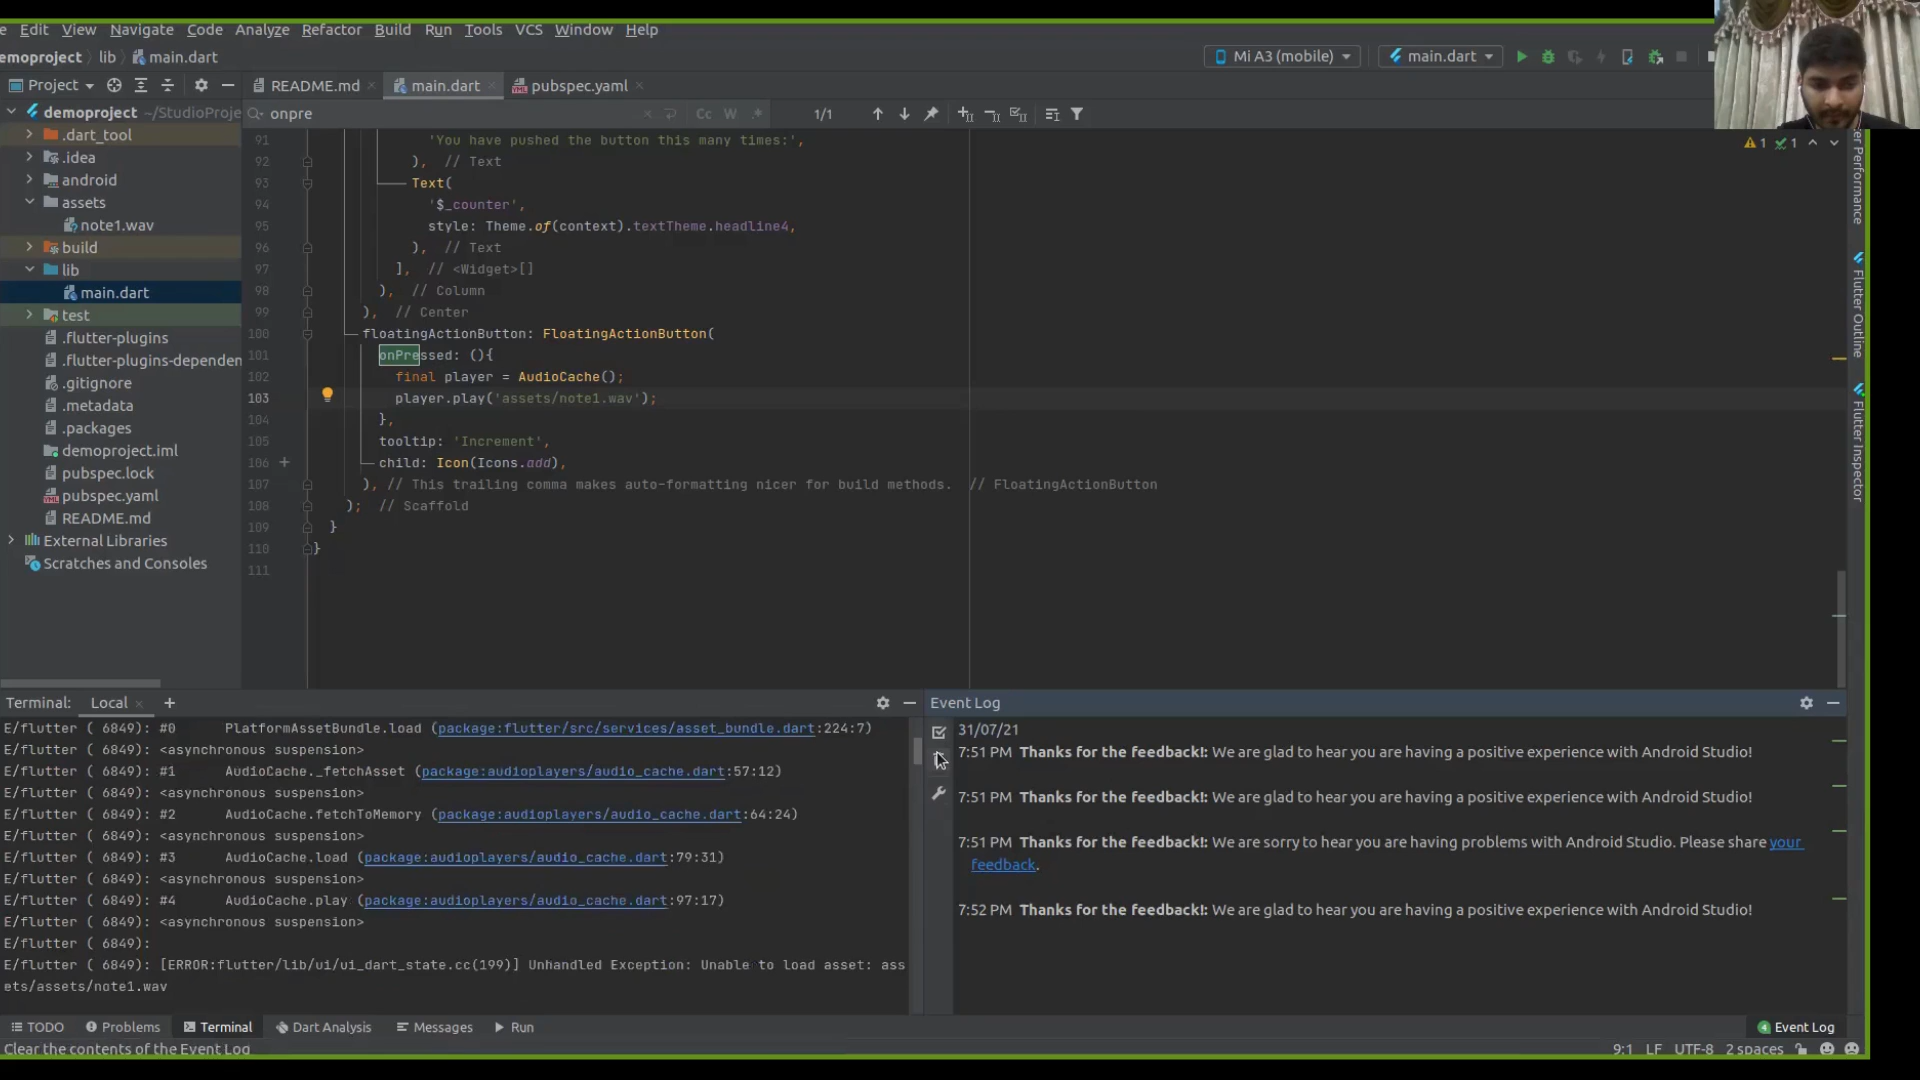 Edit View Navigate Code Analyze Refactor Build Run Tools VCS Window Help
emoproject lib main.dart
Mi A3 (mobile) main.dart
Project
README.md main.dart pubspec.yaml
onpre
Cc W .* 1/1
demoproject ~/StudioProje
.dart_tool
.idea
android
assets
note1.wav
build
lib
main.dart
test
.flutter-plugins
.flutter-plugins-dependen
.gitignore
.metadata
.packages
demoproject.iml
pubspec.lock
pubspec.yaml
README.md
External Libraries
Scratches and Consoles
91 'You have pushed the button this many times:',
92 ), // Text
93 Text(
94 '$_counter',
95 style: Theme.of(context).textTheme.headline4,
96 ), // Text
97 ], // <Widget>[]
98 ), // Column
99 ), // Center
100 floatingActionButton: FloatingActionButton(
101 onPressed: (){
102 final player = AudioCache();
103 player.play('assets/note1.wav');
104 },
105 tooltip: 'Increment',
106 child: Icon(Icons.add),
107 ), // This trailing comma makes auto-formatting nicer for build methods. // FloatingActionButton
108 ); // Scaffold
109 }
110 }
111
1 1
Performance
Flutter Outline
Flutter Inspector
Terminal: Local
E/flutter ( 6849): #0 PlatformAssetBundle.load (package:flutter/src/services/asset_bundle.dart:224:7)
E/flutter ( 6849): <asynchronous suspension>
E/flutter ( 6849): #1 AudioCache._fetchAsset (package:audioplayers/audio_cache.dart:57:12)
E/flutter ( 6849): <asynchronous suspension>
E/flutter ( 6849): #2 AudioCache.fetchToMemory (package:audioplayers/audio_cache.dart:64:24)
E/flutter ( 6849): <asynchronous suspension>
E/flutter ( 6849): #3 AudioCache.load (package:audioplayers/audio_cache.dart:79:31)
E/flutter ( 6849): <asynchronous suspension>
E/flutter ( 6849): #4 AudioCache.play (package:audioplayers/audio_cache.dart:97:17)
E/flutter ( 6849): <asynchronous suspension>
E/flutter ( 6849):
E/flutter ( 6849): [ERROR:flutter/lib/ui/ui_dart_state.cc(199)] Unhandled Exception: Unable to load asset: ass
ets/assets/note1.wav
Event Log
31/07/21
7:51 PM Thanks for the feedback!: We are glad to hear you are having a positive experience with Android Studio!
7:51 PM Thanks for the feedback!: We are glad to hear you are having a positive experience with Android Studio!
7:51 PM Thanks for the feedback!: We are sorry to hear you are having problems with Android Studio. Please share your
feedback.
7:52 PM Thanks for the feedback!: We are glad to hear you are having a positive experience with Android Studio!
TODO Problems Terminal Dart Analysis Messages Run 4 Event Log
Clear the contents of the Event Log
9:1 LF UTF-8 2 spaces